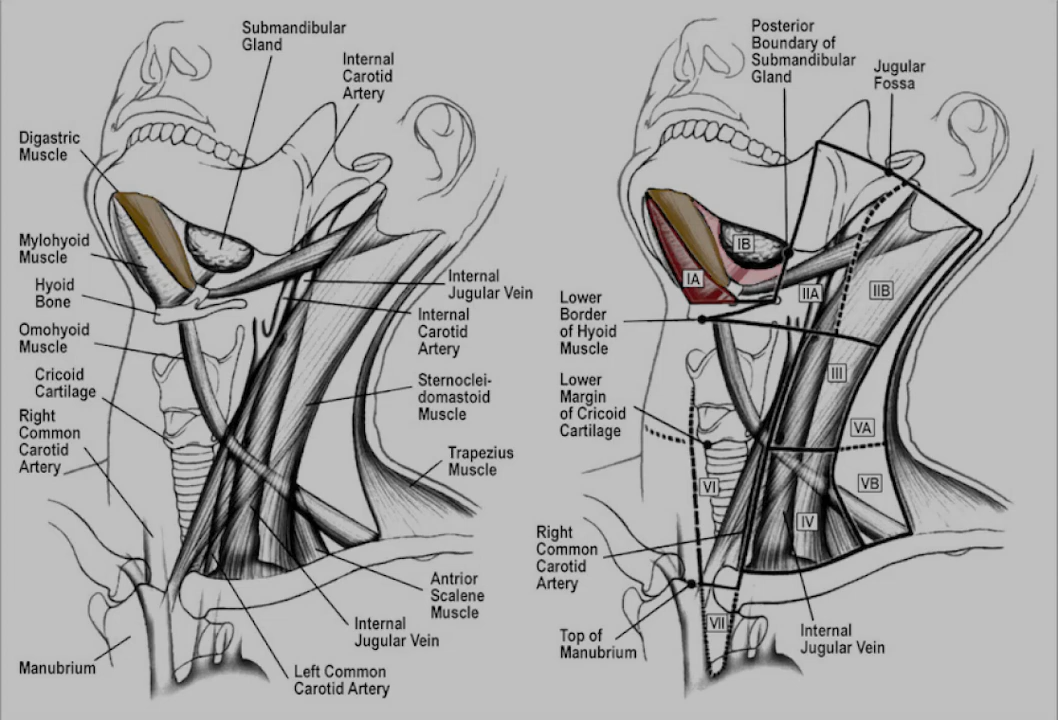 Submandibular
Gland
Internal
Carotid
Artery
Digastric
Muscle
Mylohyoid
Muscle
Hyoid
Bone
Omohyoid
Muscle
Cricoid
Cartilage
Right
Common
Carotid
Artery
Internal
Jugular Vein
Internal
Carotid
Artery
Sternoclei-
domastoid
Muscle
Trapezius
Muscle
Antrior
Scalene
Muscle
Internal
Jugular Vein
Left Common
Carotid Artery
Manubrium
Posterior
Boundary of
Submandibular
Gland
Jugular
Fossa
IB
IA
IIA
IIB
Lower
Border
of Hyoid
Muscle
III
Lower
Margin
of Cricoid
Cartilage
VA
VB
VI
IV
Right
Common
Carotid
Artery
VII
Top of
Manubrium
Internal
Jugular Vein